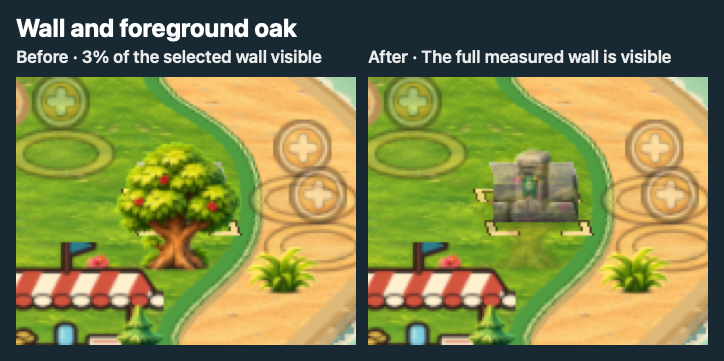 Wall and foreground oak
Before · 3% of the selected wall visible
After · The full measured wall is visible